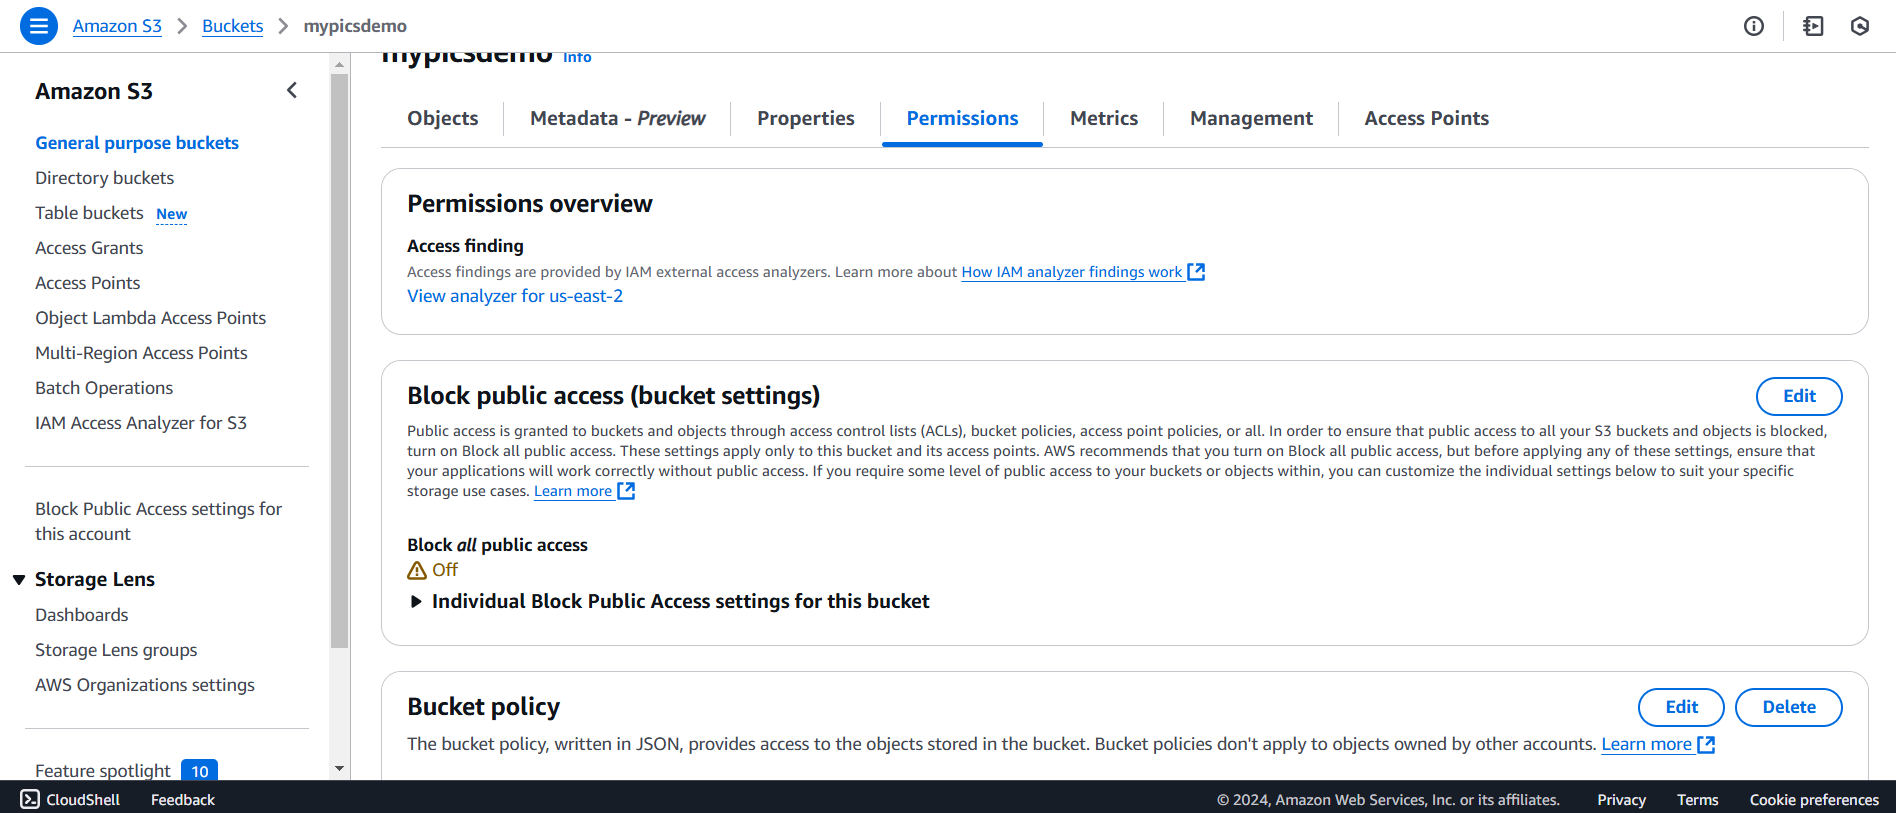 Amazon S3 > Buckets > mypicsdemo
mypicsdemo Info
Amazon S3
General purpose buckets
Directory buckets
Table buckets New
Access Grants
Access Points
Object Lambda Access Points
Multi-Region Access Points
Batch Operations
IAM Access Analyzer for S3
Block Public Access settings for
this account
Storage Lens
Dashboards
Storage Lens groups
AWS Organizations settings
Feature spotlight 10
Objects
Metadata - Preview
Properties
Permissions
Metrics
Management
Access Points
Permissions overview
Access finding
Access findings are provided by IAM external access analyzers. Learn more about How IAM analyzer findings work
View analyzer for us-east-2
Block public access (bucket settings)
Edit
Public access is granted to buckets and objects through access control lists (ACLs), bucket policies, access point policies, or all. In order to ensure that public access to all your S3 buckets and objects is blocked,
turn on Block all public access. These settings apply only to this bucket and its access points. AWS recommends that you turn on Block all public access, but before applying any of these settings, ensure that
your applications will work correctly without public access. If you require some level of public access to your buckets or objects within, you can customize the individual settings below to suit your specific
storage use cases. Learn more
Block all public access
Off
Individual Block Public Access settings for this bucket
Bucket policy
Edit
Delete
The bucket policy, written in JSON, provides access to the objects stored in the bucket. Bucket policies don't apply to objects owned by other accounts. Learn more
CloudShell
Feedback
© 2024, Amazon Web Services, Inc. or its affiliates.
Privacy
Terms
Cookie preferences